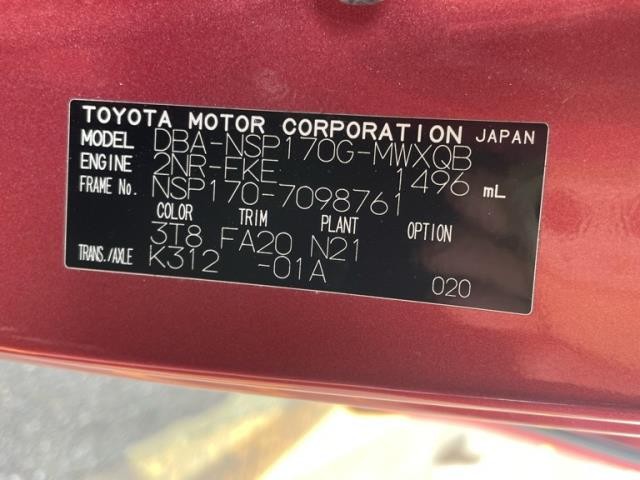 TOYOTA MOTOR CORPORATION JAPAN
MODEL DBA-NSP170G-MWXQB
ENGINE 2NR-FKE 1496 mL
FRAME No. NSP170-7098761
COLOR TRIM PLANT OPTION
3T8 FA20 N21
TRANS./AXLE K312 -01A 020